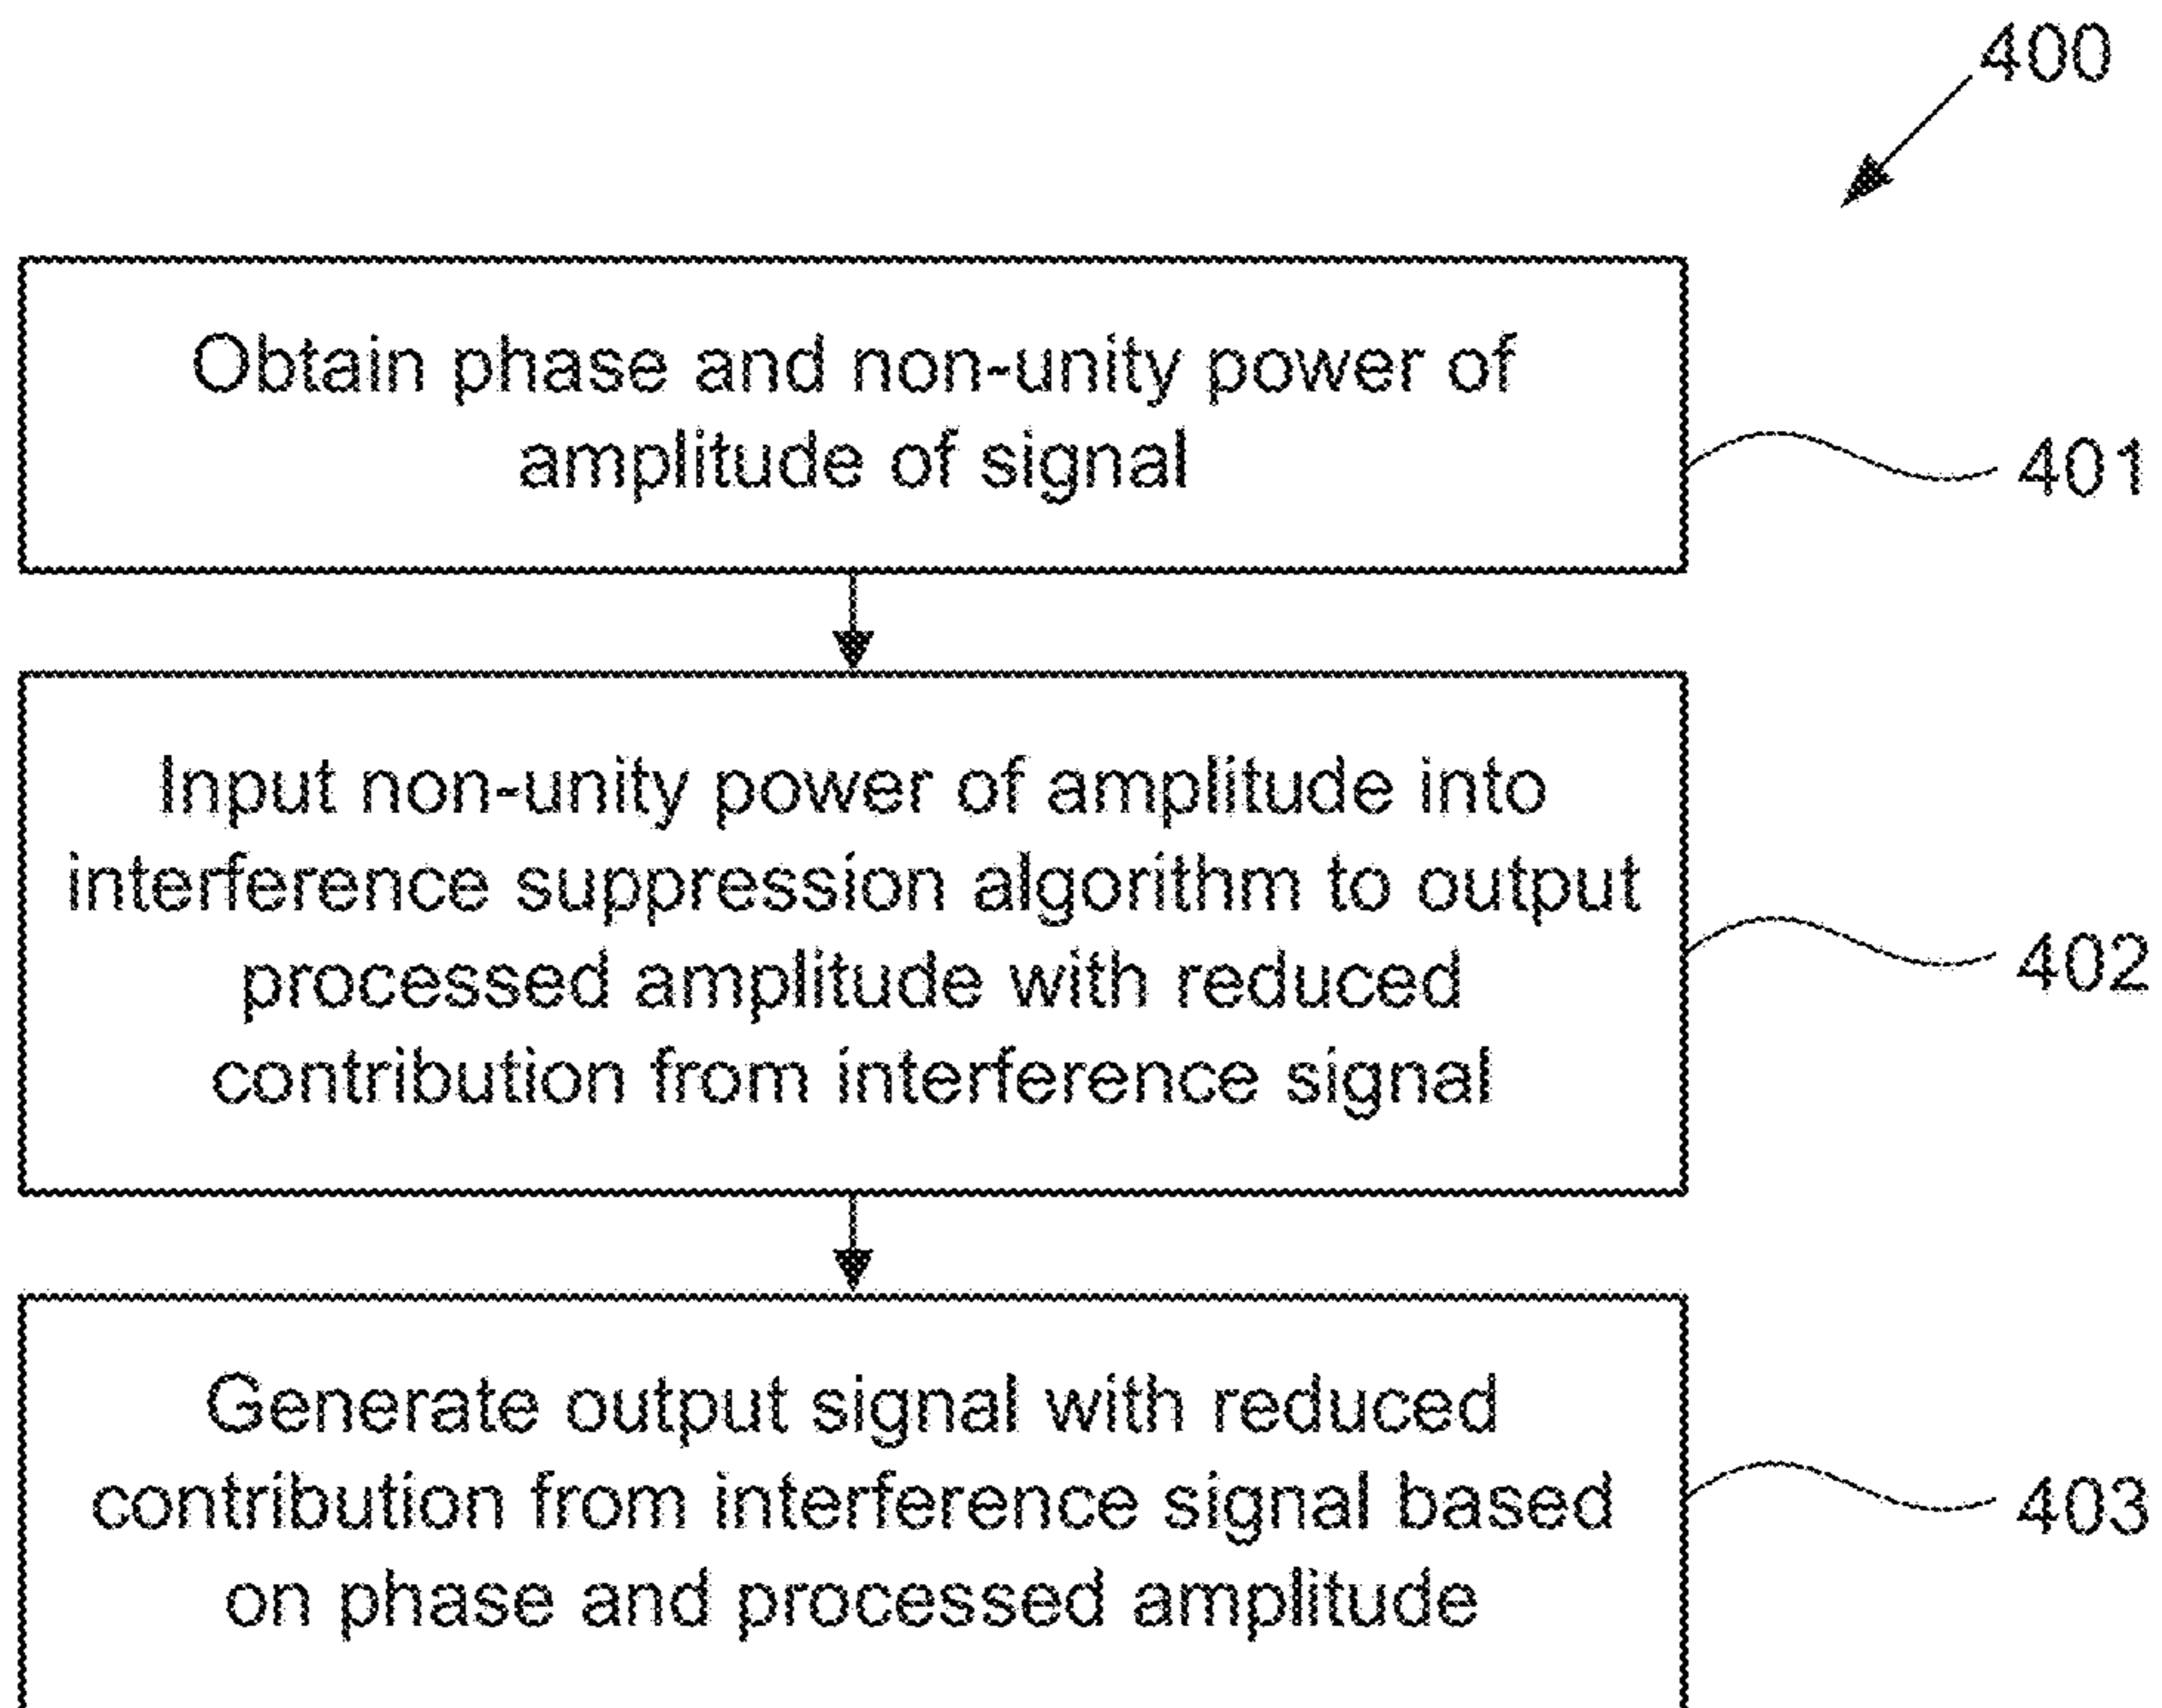 400
Obtain phase and non-unity power of
amplitude of signal
401
Input non-unity power of amplitude into
interference suppression algorithm to output
processed amplitude with reduced
contribution from interference signal
402
Generate output signal with reduced
contribution from interference signal based
on phase and processed amplitude
403